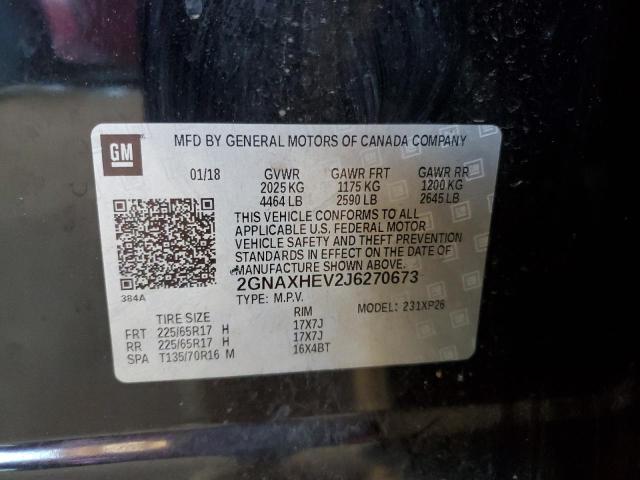 GM
MFD BY GENERAL MOTORS OF CANADA COMPANY
01/18 GVWR GAWR FRT GAWR RR
2025 KG 1175 KG 1200 KG
4464 LB 2590 LB 2645 LB
THIS VEHICLE CONFORMS TO ALL
APPLICABLE U.S. FEDERAL MOTOR
VEHICLE SAFETY AND THEFT PREVENTION
STANDARDS IN EFFECT ON THE DATE OF
MANUFACTURE SHOWN ABOVE.
2GNAXHEV2J6270673
384A
TYPE: M.P.V. MODEL: 231XP26
TIRE SIZE RIM
FRT 225/65R17 H 17X7J
RR 225/65R17 H 17X7J
SPA T135/70R16 M 16X4BT